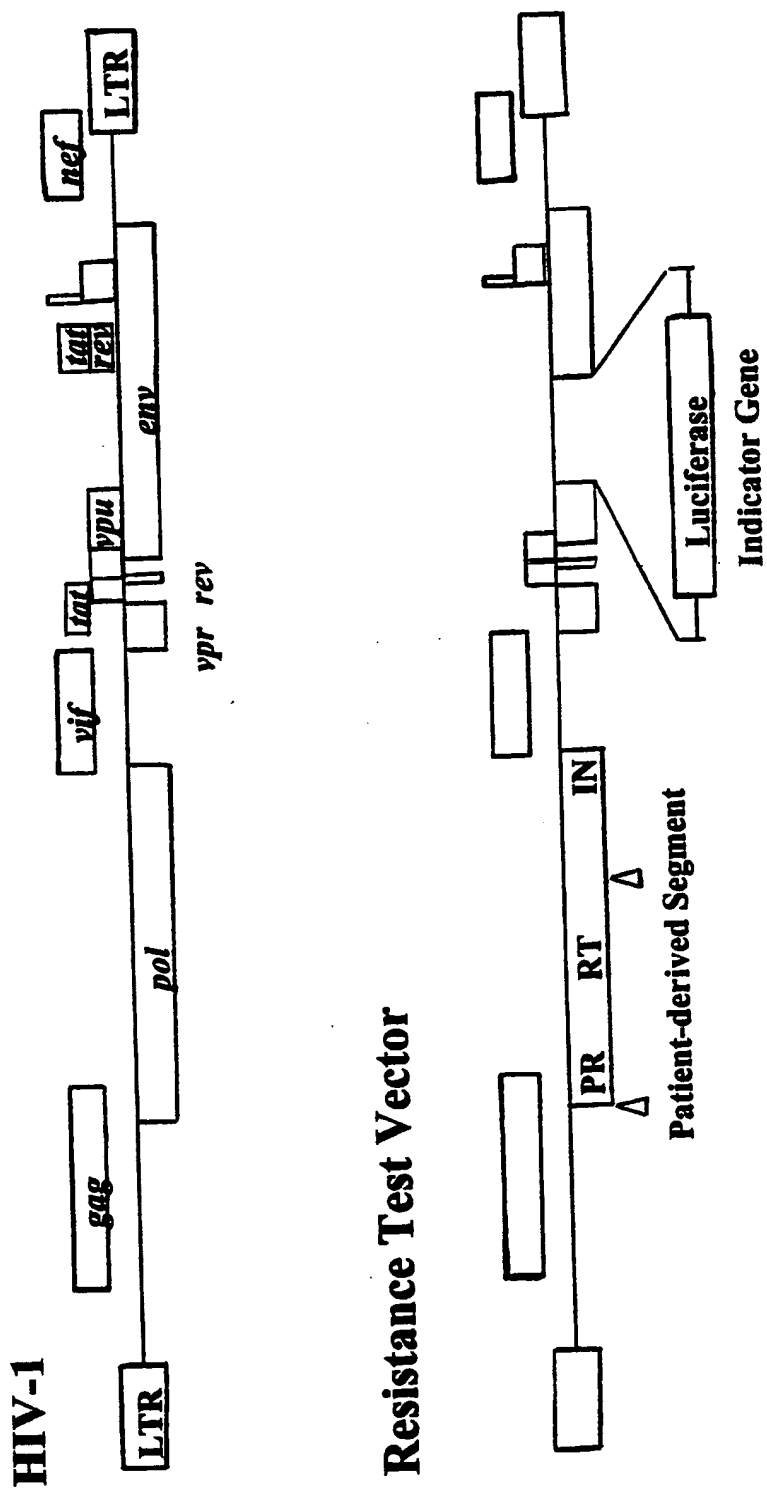 HIV-1
LTR
gag
pol
vif
tat
vpu
vpr rev
env
tat
rev
nef
LTR
Resistance Test Vector
PR RT IN
Patient-derived Segment
Luciferase
Indicator Gene